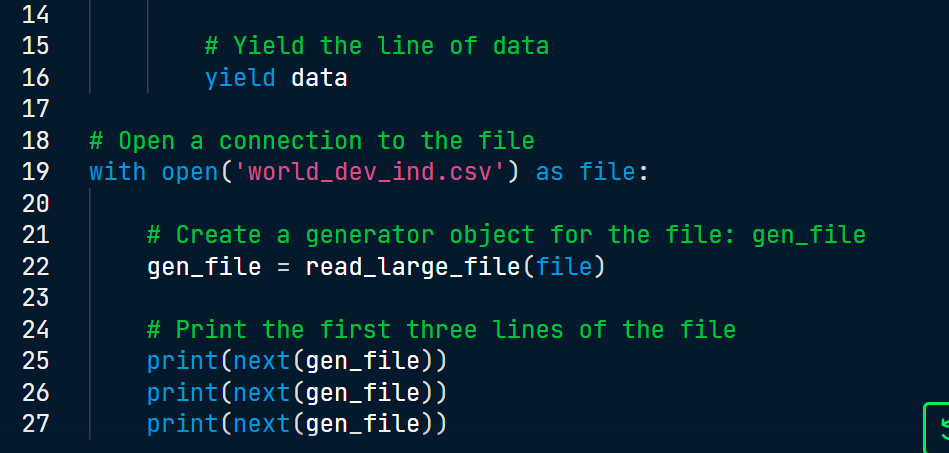 14
15 # Yield the line of data
16 yield data
17
18 # Open a connection to the file
19 with open('world_dev_ind.csv') as file:
20
21 # Create a generator object for the file: gen_file
22 gen_file = read_large_file(file)
23
24 # Print the first three lines of the file
25 print(next(gen_file))
26 print(next(gen_file))
27 print(next(gen_file))